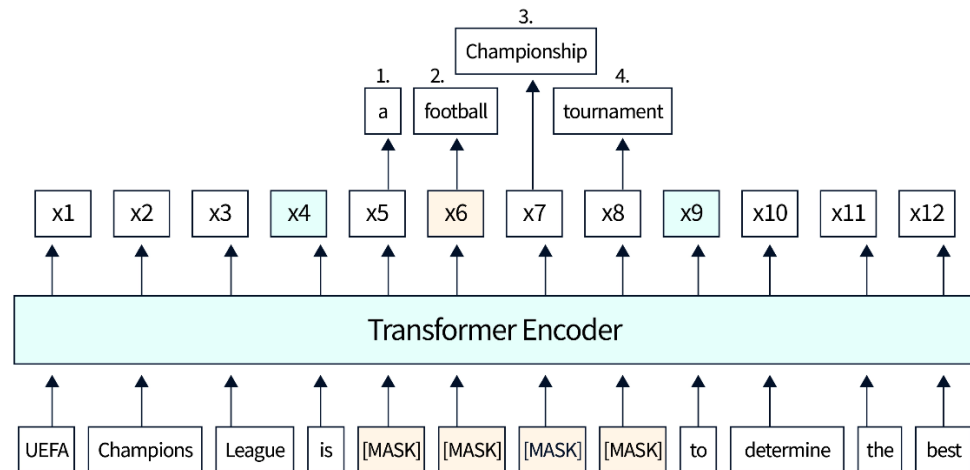 3.
Championship
1. 2. 4.
a football tournament
x1 x2 x3 x4 x5 x6 x7 x8 x9 x10 x11 x12
Transformer Encoder
UEFA Champions League is [MASK] [MASK] [MASK] [MASK] to determine the best